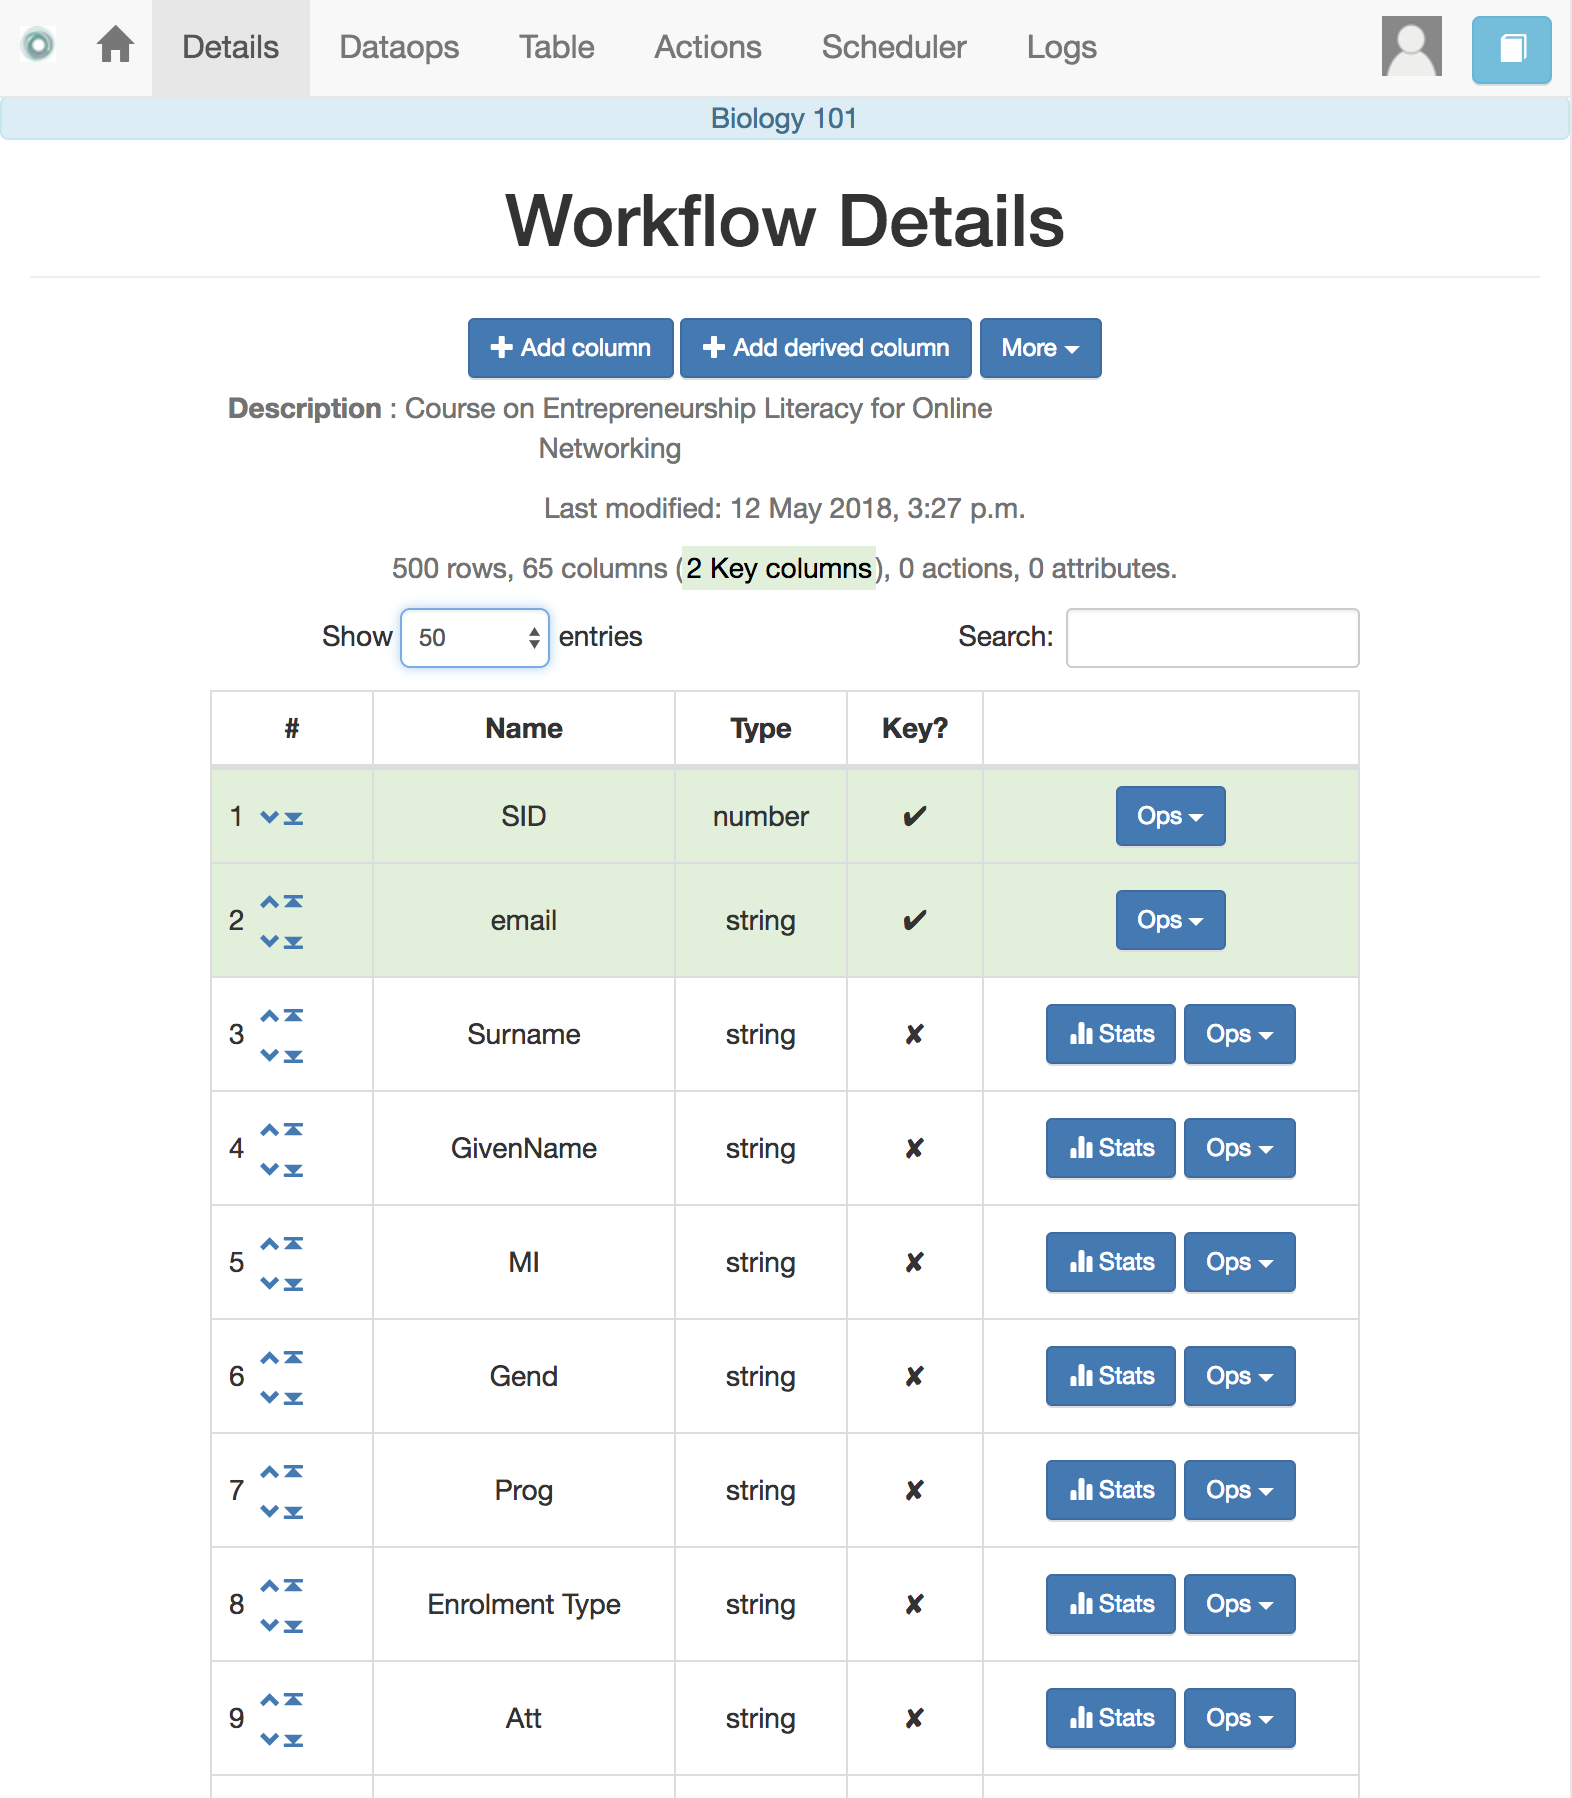 Details Dataops Table Actions Scheduler Logs
Biology 101
Workflow Details
Add column Add derived column More
Description : Course on Entrepreneurship Literacy for Online
Networking
Last modified: 12 May 2018, 3:27 p.m.
500 rows, 65 columns (2 Key columns), 0 actions, 0 attributes.
Show 50 entries Search:
# Name Type Key?
1 SID number ✔ Ops
2 email string ✔ Ops
3 Surname string ✘ Stats Ops
4 GivenName string ✘ Stats Ops
5 MI string ✘ Stats Ops
6 Gend string ✘ Stats Ops
7 Prog string ✘ Stats Ops
8 Enrolment Type string ✘ Stats Ops
9 Att string ✘ Stats Ops